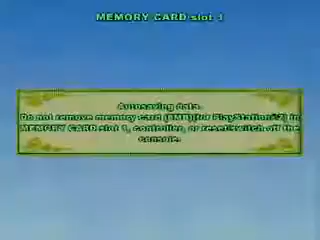 MEMORY CARD slot 1
Autosaving data.
Do not remove memory card (8MB)(for PlayStation®2) in
MEMORY CARD slot 1, controller, or reset/switch off the
console.